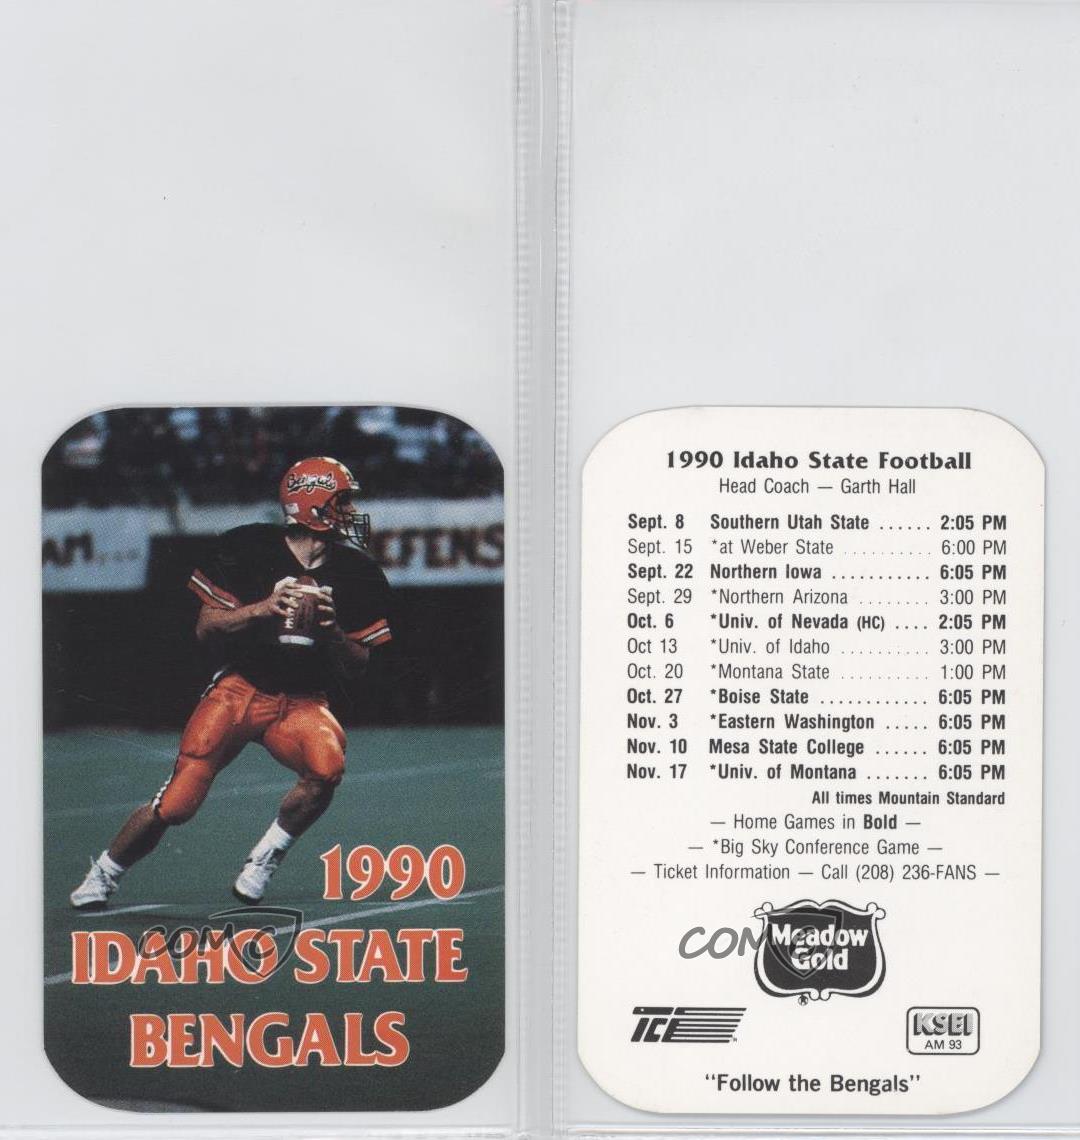 Bengals
AM
EFENS
1990
IDAHO STATE
BENGALS
COMC
1990 Idaho State Football
Head Coach — Garth Hall
Sept. 8 Southern Utah State ...... 2:05 PM
Sept. 15 *at Weber State .......... 6:00 PM
Sept. 22 Northern Iowa ........... 6:05 PM
Sept. 29 *Northern Arizona ........ 3:00 PM
Oct. 6 *Univ. of Nevada (HC) .... 2:05 PM
Oct 13 *Univ. of Idaho .......... 3:00 PM
Oct. 20 *Montana State ........... 1:00 PM
Oct. 27 *Boise State ............ 6:05 PM
Nov. 3 *Eastern Washington ..... 6:05 PM
Nov. 10 Mesa State College ...... 6:05 PM
Nov. 17 *Univ. of Montana ....... 6:05 PM
All times Mountain Standard
— Home Games in Bold —
— *Big Sky Conference Game —
— Ticket Information — Call (208) 236-FANS —
COMC
Meadow
Gold
®
TCE
KSEI
AM 93
"Follow the Bengals"